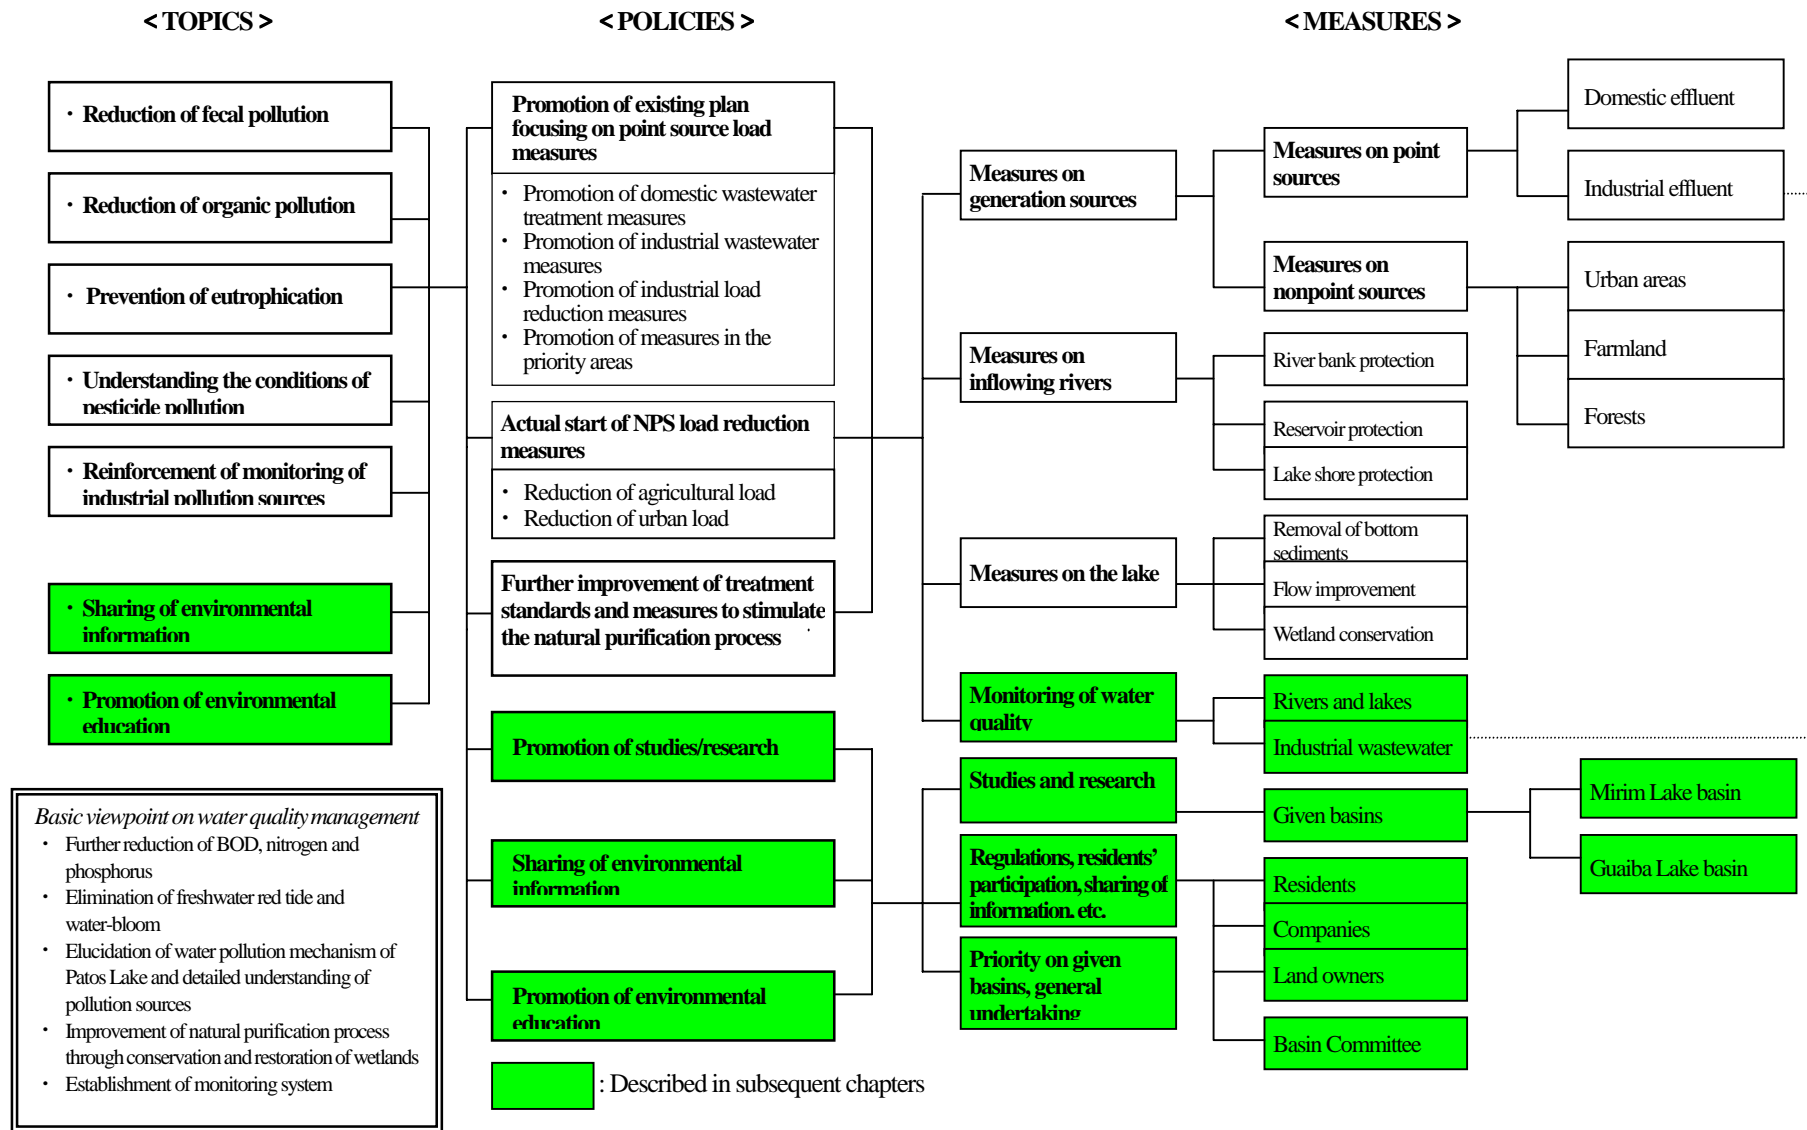 < TOPICS >
< POLICIES >
< MEASURES >
・ Reduction of fecal pollution
・ Reduction of organic pollution
・ Prevention of eutrophication
・ Understanding the conditions of
pesticide pollution
・ Reinforcement of monitoring of
industrial pollution sources
・ Sharing of environmental
information
・ Promotion of environmental
education
Basic viewpoint on water quality management
・ Further reduction of BOD, nitrogen and
phosphorus
・ Elimination of freshwater red tide and
water-bloom
・ Elucidation of water pollution mechanism of
Patos Lake and detailed understanding of
pollution sources
・ Improvement of natural purification process
through conservation and restoration of wetlands
・ Establishment of monitoring system
Promotion of existing plan
focusing on point source load
measures
・ Promotion of domestic wastewater
treatment measures
・ Promotion of industrial wastewater
measures
・ Promotion of industrial load
reduction measures
・ Promotion of measures in the
priority areas
Actual start of NPS load reduction
measures
・ Reduction of agricultural load
・ Reduction of urban load
Further improvement of treatment
standards and measures to stimulate
the natural purification process
Promotion of studies/research
Sharing of environmental
information
Promotion of environmental
education
: Described in subsequent chapters
Measures on
generation sources
Measures on
inflowing rivers
Measures on the lake
Monitoring of water
quality
Studies and research
Regulations, residents’
participation, sharing of
information, etc.
Priority on given
basins, general
undertaking
Measures on point
sources
Measures on
nonpoint sources
River bank protection
Reservoir protection
Lake shore protection
Removal of bottom
sediments
Flow improvement
Wetland conservation
Rivers and lakes
Industrial wastewater
Given basins
Residents
Companies
Land owners
Basin Committee
Domestic effluent
Industrial effluent
Urban areas
Farmland
Forests
Mirim Lake basin
Guaiba Lake basin